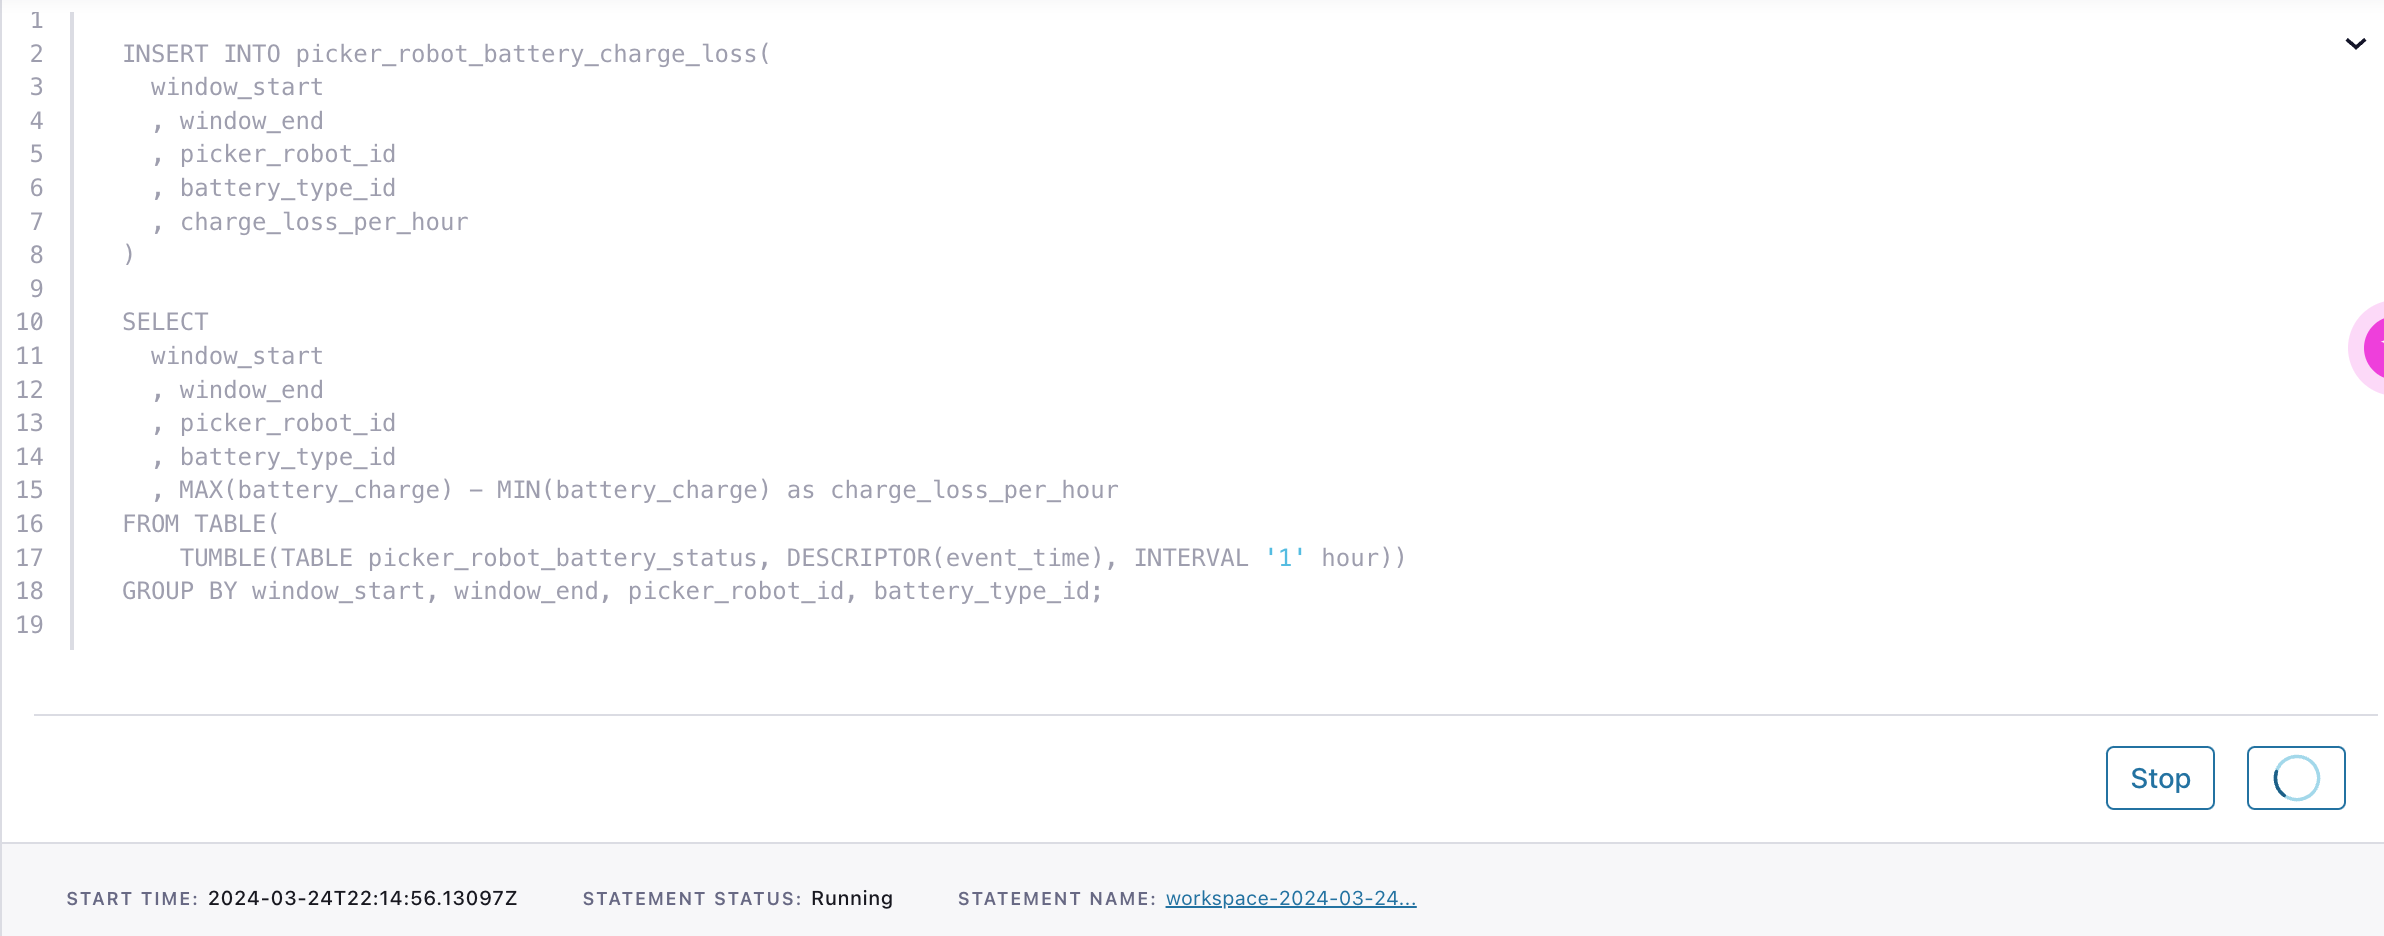 1
2 INSERT INTO picker_robot_battery_charge_loss(
3 window_start
4 , window_end
5 , picker_robot_id
6 , battery_type_id
7 , charge_loss_per_hour
8 )
9
10 SELECT
11 window_start
12 , window_end
13 , picker_robot_id
14 , battery_type_id
15 , MAX(battery_charge) - MIN(battery_charge) as charge_loss_per_hour
16 FROM TABLE(
17 TUMBLE(TABLE picker_robot_battery_status, DESCRIPTOR(event_time), INTERVAL '1' hour))
18 GROUP BY window_start, window_end, picker_robot_id, battery_type_id;
19
Stop
START TIME: 2024-03-24T22:14:56.13097Z STATEMENT STATUS: Running STATEMENT NAME: workspace-2024-03-24...